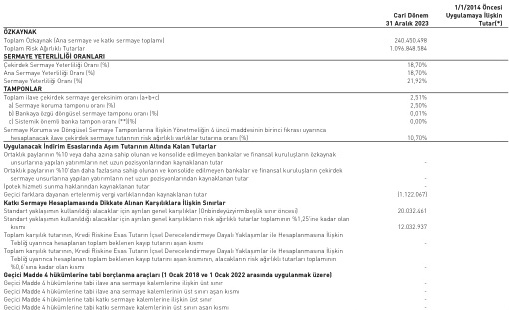 1/1/2014 Öncesi
Cari Dönem Uygulamaya İlişkin
31 Aralık 2023 Tutar(*)
ÖZKAYNAK
Toplam Özkaynak (Ana sermaye ve katkı sermaye toplamı) 240.450.498
Toplam Risk Ağırlıklı Tutarlar 1.096.848.584
SERMAYE YETERLİLİĞİ ORANLARI
Çekirdek Sermaye Yeterliliği Oranı (%) 18,70%
Ana Sermaye Yeterliliği Oranı (%) 18,70%
Sermaye Yeterliliği Oranı (%) 21,92%
TAMPONLAR
Toplam ilave çekirdek sermaye gereksinim oranı (a+b+c) 2,51%
a) Sermaye koruma tamponu oranı (%) 2,50%
b) Bankaya özgü döngüsel sermaye tamponu oranı (%) 0,01%
c) Sistemik önemli banka tampon oranı (**)(%) 0,00%
Sermaye Koruma ve Döngüsel Sermaye Tamponlarına İlişkin Yönetmeliğin 4 üncü maddesinin birinci fıkrası uyarınca
hesaplanacak ilave çekirdek sermaye tutarının risk ağırlıklı varlıklar tutarına oranı (%) 10,70%
Uygulanacak İndirim Esaslarında Aşım Tutarının Altında Kalan Tutarlar
Ortaklık paylarının %10 veya daha azına sahip olunan ve konsolide edilmeyen bankalar ve finansal kuruluşların özkaynak
unsurlarına yapılan yatırımların net uzun pozisyonlarından kaynaklanan tutar -
Ortaklık paylarının %10'dan daha fazlasına sahip olunan ve konsolide edilmeyen bankalar ve finansal kuruluşların çekirdek
sermaye unsurlarına yapılan yatırımların net uzun pozisyonlarından kaynaklanan tutar -
İpotek hizmeti sunma haklarından kaynaklanan tutar -
Geçici farklara dayanan ertelenmiş vergi varlıklarından kaynaklanan tutar (1,122,067)
Katkı Sermaye Hesaplamasında Dikkate Alınan Karşılıklara İlişkin Sınırlar
Standart yaklaşımın kullanıldığı alacaklar için ayrılan genel karşılıklar (Onbindeyüzyirmibeşlik sınır öncesi) 20.032.661
Standart yaklaşımın kullanıldığı alacaklar için ayrılan genel karşılıkların risk ağırlıklı tutarlar toplamının %1,25'ine kadar olan
kısmı 12.032.937
Toplam karşılık tutarının, Kredi Riskine Esas Tutarın İçsel Derecelendirmeye Dayalı Yaklaşımlar ile Hesaplanmasına İlişkin
Tebliğ uyarınca hesaplanan toplam beklenen kayıp tutarını aşan kısmı -
Toplam karşılık tutarının, Kredi Riskine Esas Tutarın İçsel Derecelendirmeye Dayalı Yaklaşımlar ile Hesaplanmasına İlişkin
Tebliğ uyarınca hesaplanan toplam beklenen kayıp tutarını aşan kısmının, alacakların risk ağırlıklı tutarları toplamının
%0,6'sına kadar olan kısmı -
Geçici Madde 4 hükümlerine tabi borçlanma araçları (1 Ocak 2018 ve 1 Ocak 2022 arasında uygulanmak üzere)
Geçici Madde 4 hükümlerine tabi ilave ana sermaye kalemlerine ilişkin üst sınır -
Geçici Madde 4 hükümlerine tabi ilave ana sermaye kalemlerinin üst sınırı aşan kısmı -
Geçici Madde 4 hükümlerine tabi katkı sermaye kalemlerine ilişkin üst sınır -
Geçici Madde 4 hükümlerine tabi katkı sermaye kalemlerinin üst sınırı aşan kısmı -